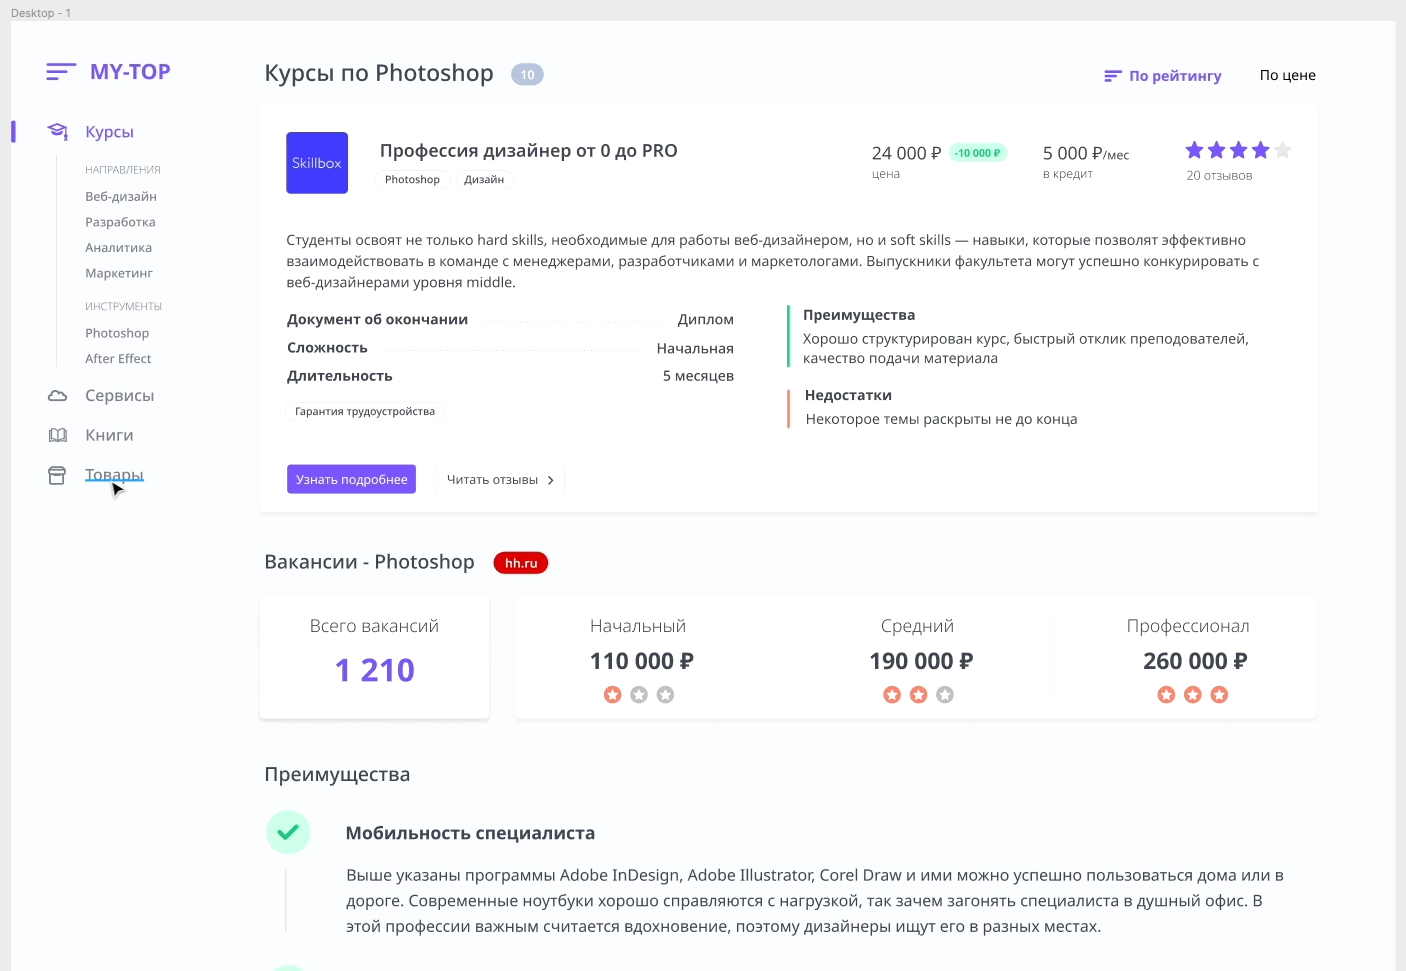 Desktop - 1
MY-TOP
Курсы
НАПРАВЛЕНИЯ
Веб-дизайн
Разработка
Аналитика
Маркетинг
ИНСТРУМЕНТЫ
Photoshop
After Effect
Сервисы
Книги
Товары
Курсы по Photoshop 10
По рейтингу По цене
Skillbox
Профессия дизайнер от 0 до PRO
Photoshop Дизайн
24 000 ₽ -10 000 ₽
цена
5 000 ₽/мес
в кредит
20 отзывов
Студенты освоят не только hard skills, необходимые для работы веб-дизайнером, но и soft skills — навыки, которые позволят эффективно
взаимодействовать в команде с менеджерами, разработчиками и маркетологами. Выпускники факультета могут успешно конкурировать с
веб-дизайнерами уровня middle.
Документ об окончании Диплом
Сложность Начальная
Длительность 5 месяцев
Гарантия трудоустройства
Преимущества
Хорошо структурирован курс, быстрый отклик преподователей,
качество подачи материала
Недостатки
Некоторое темы раскрыты не до конца
Узнать подробнее Читать отзывы
Вакансии - Photoshop hh.ru
Всего вакансий
1 210
Начальный
110 000 ₽
Средний
190 000 ₽
Профессионал
260 000 ₽
Преимущества
Мобильность специалиста
Выше указаны программы Adobe InDesign, Adobe Illustrator, Corel Draw и ими можно успешно пользоваться дома или в
дороге. Современные ноутбуки хорошо справляются с нагрузкой, так зачем загонять специалиста в душный офис. В
этой профессии важным считается вдохновение, поэтому дизайнеры ищут его в разных местах.